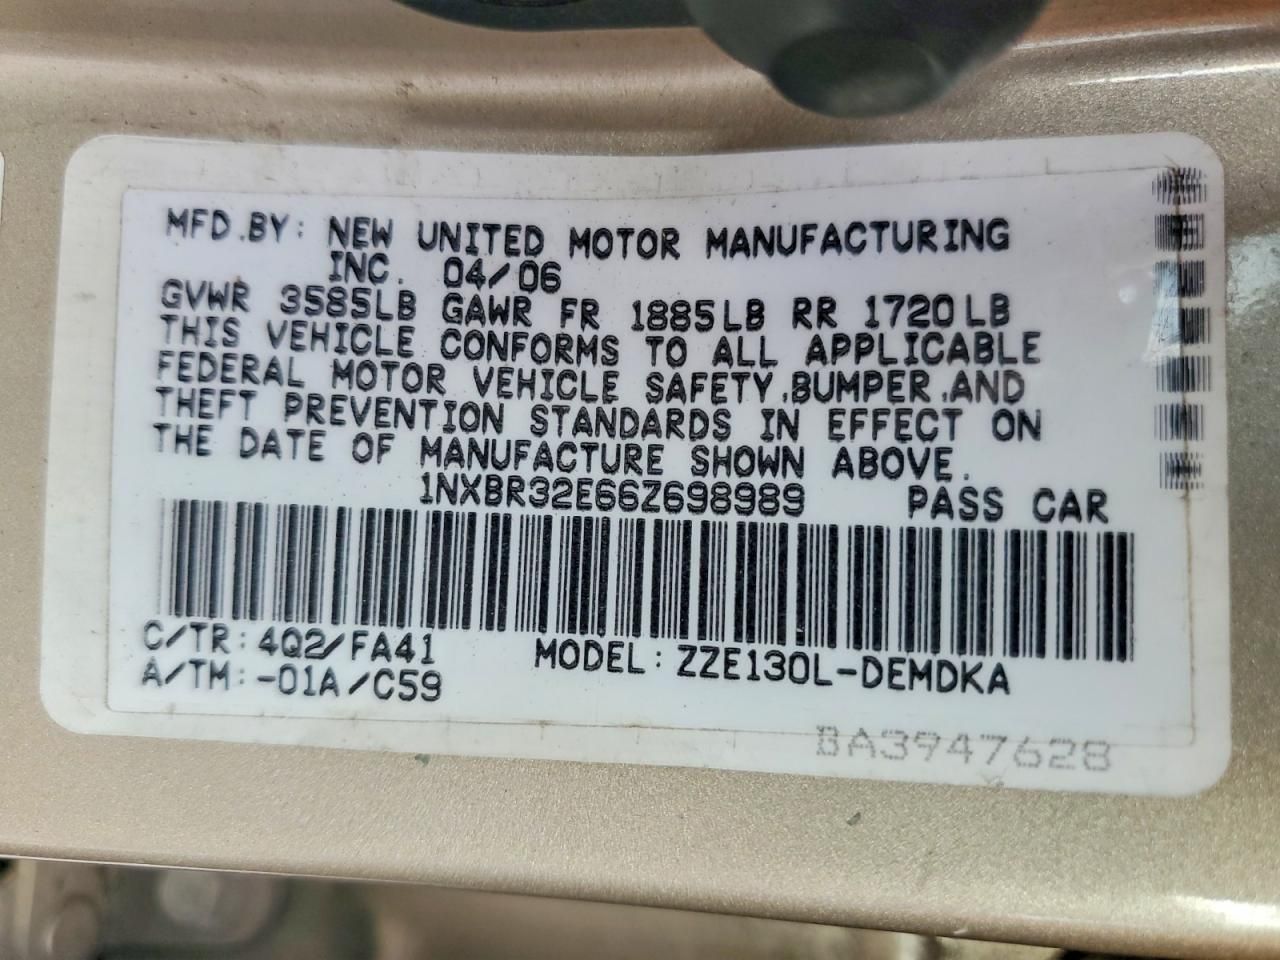 MFD.BY: NEW UNITED MOTOR MANUFACTURING
INC. 04/06
GVWR 3585LB GAWR FR 1885LB RR 1720LB
THIS VEHICLE CONFORMS TO ALL APPLICABLE
FEDERAL MOTOR VEHICLE SAFETY,BUMPER,AND
THEFT PREVENTION STANDARDS IN EFFECT ON
THE DATE OF MANUFACTURE SHOWN ABOVE.
1NXBR32E66Z698989 PASS CAR
C/TR: 4Q2/FA41 MODEL: ZZE130L-DEMDKA
A/TM: -01A/C59
BA3947628